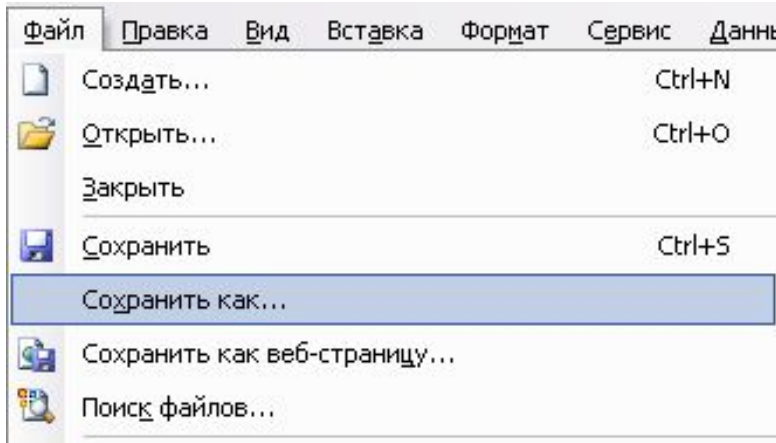 Файл Правка Вид Вставка Формат Сервис
Создать... Ctrl+N
Открыть... Ctrl+O
Закрыть
Сохранить Ctrl+S
Сохранить как...
Сохранить как веб-страницу...
Поиск файлов...